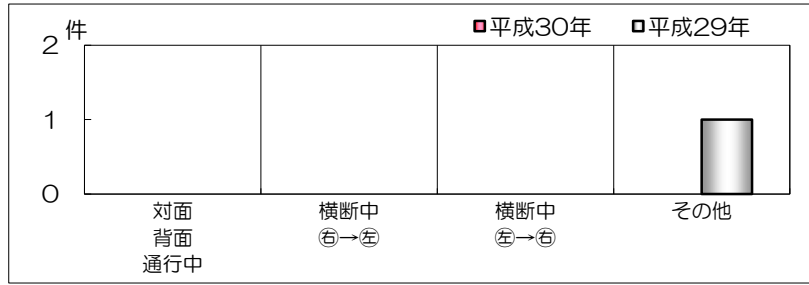 件 ■平成30年 ■平成29年
2
1
0
対面 横断中 横断中 その他
背面 ㊨→㊧ ㊧→㊨
通行中